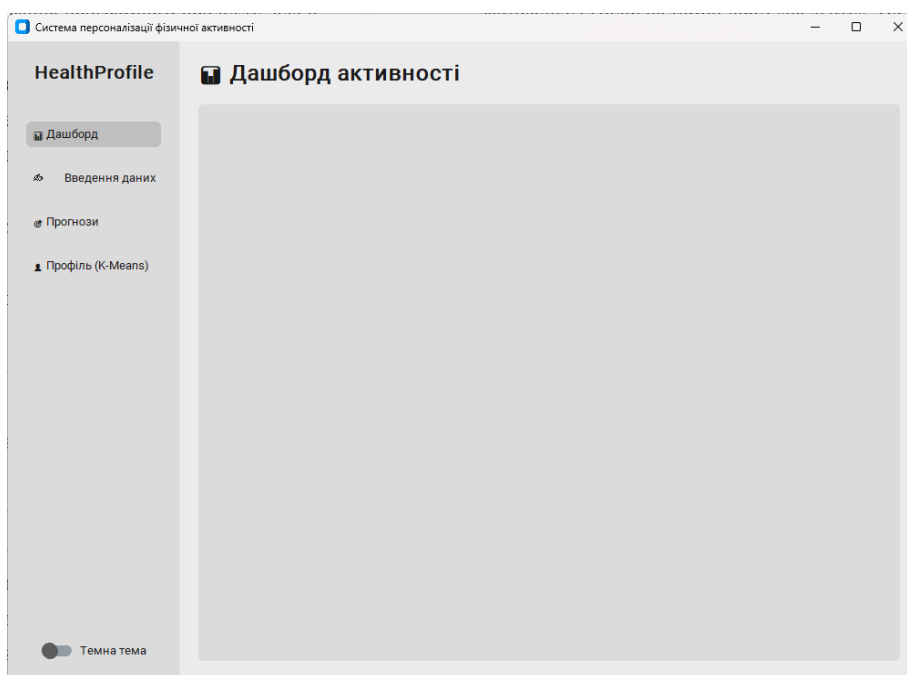 Система персоналізації фізичної активності
HealthProfile
Дашборд активності
Дашборд
Введення даних
Прогнози
Профіль (K-Means)
Темна тема